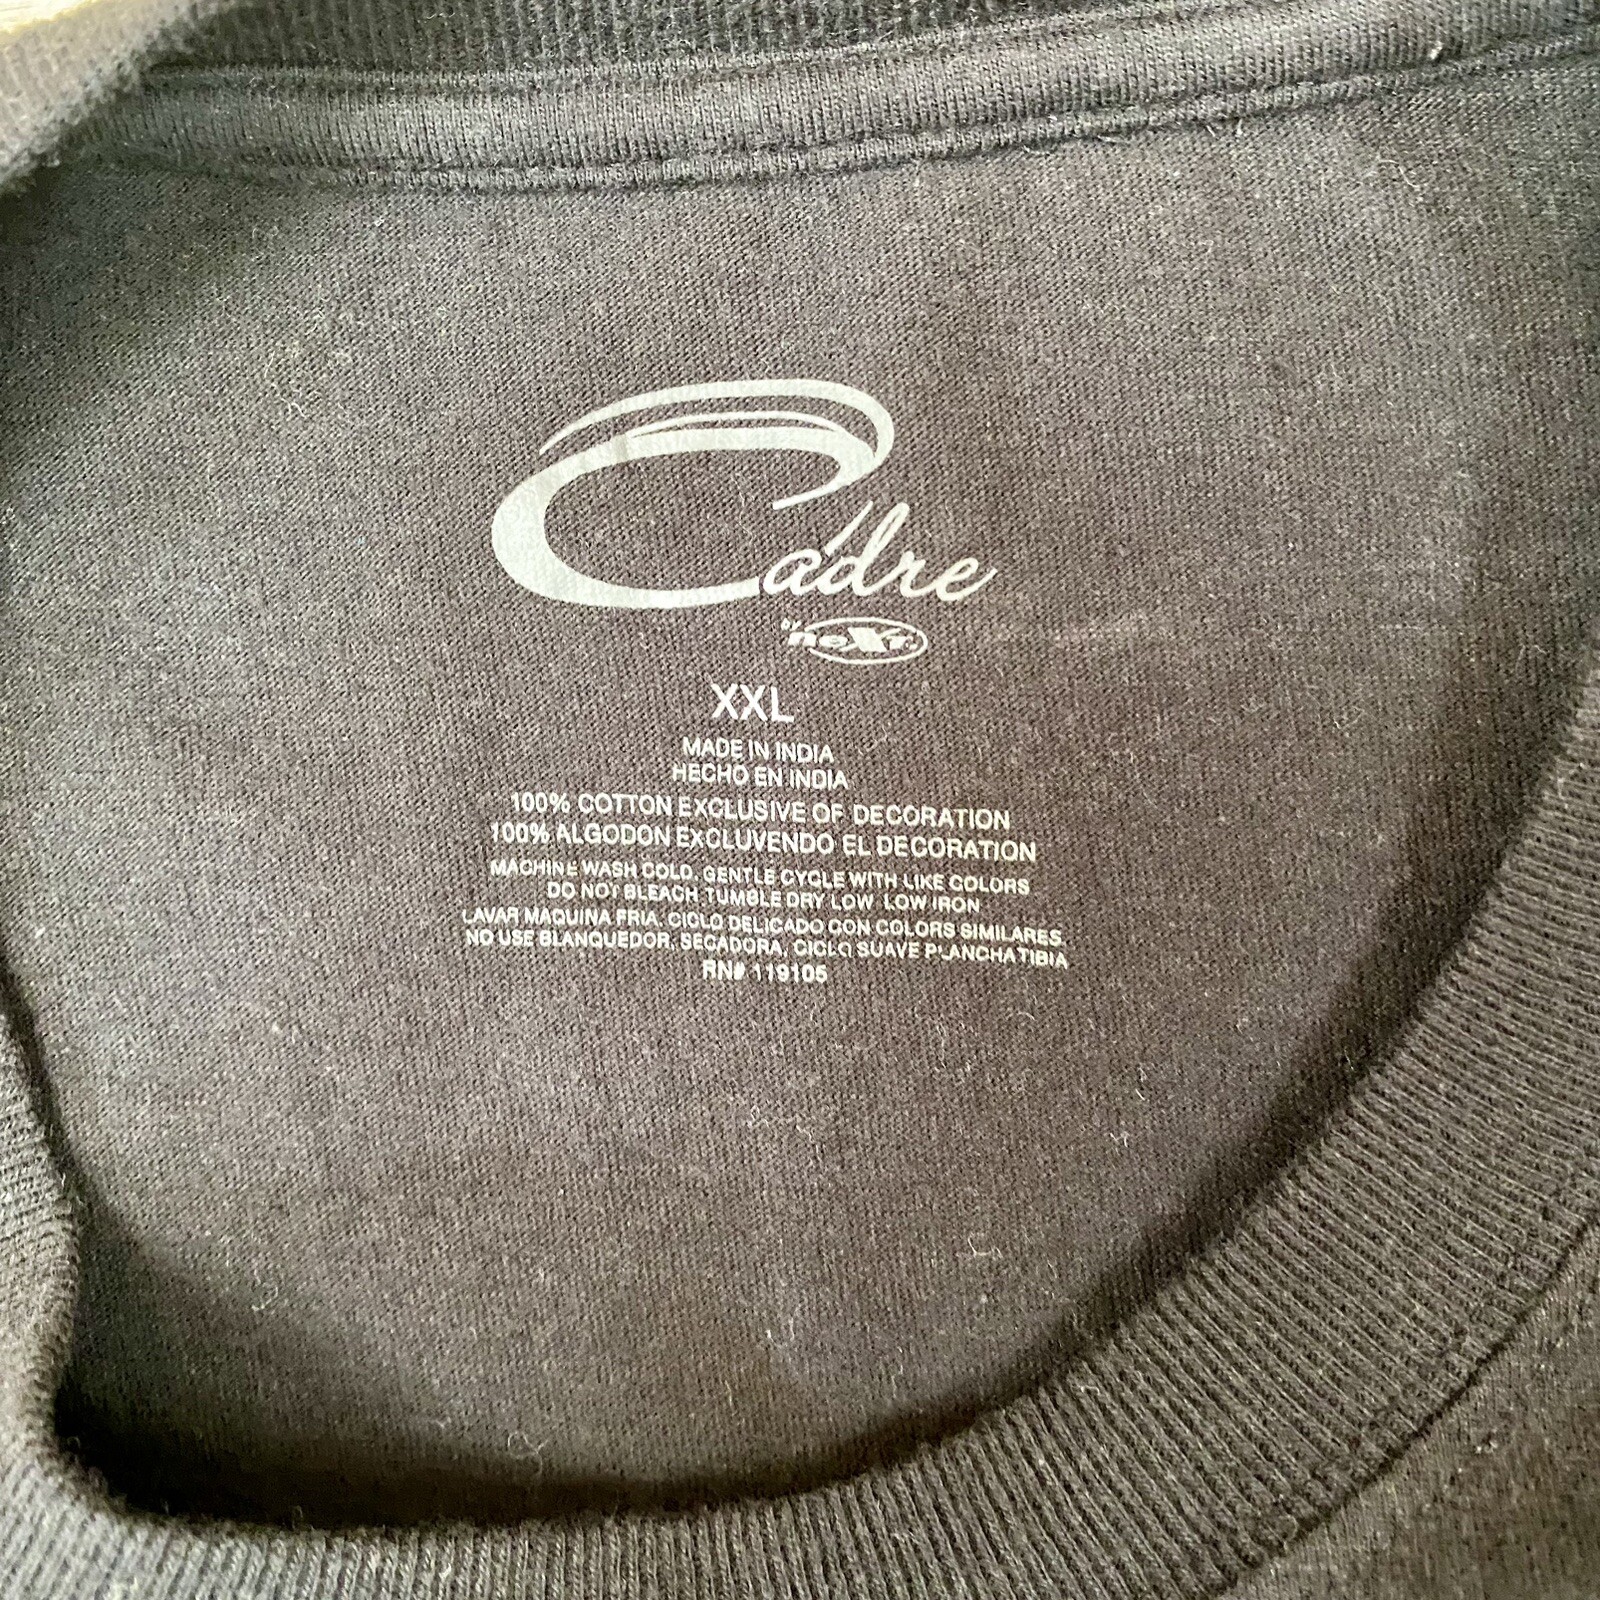 Cadre
by neXt.
XXL
MADE IN INDIA
HECHO EN INDIA
100% COTTON EXCLUSIVE OF DECORATION
100% ALGODON EXCLUVENDO EL DECORATION
MACHINE WASH COLD, GENTLE CYCLE WITH LIKE COLORS
DO NOT BLEACH TUMBLE DRY LOW LOW IRON
LAVAR MAQUINA FRIA, CICLO DELICADO CON COLORS SIMILARES.
NO USE BLANQUEDOR, SECADORA, CICLO SUAVE PLANCHA TIBIA
RN# 119105